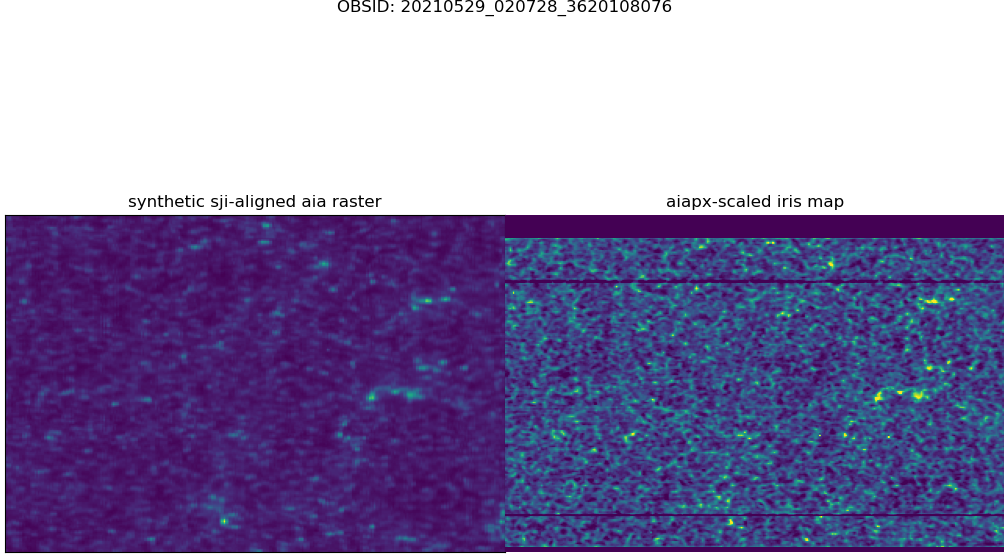 OBSID: 20210529_020728_3620108076
synthetic sji-aligned aia raster
aiapx-scaled iris map